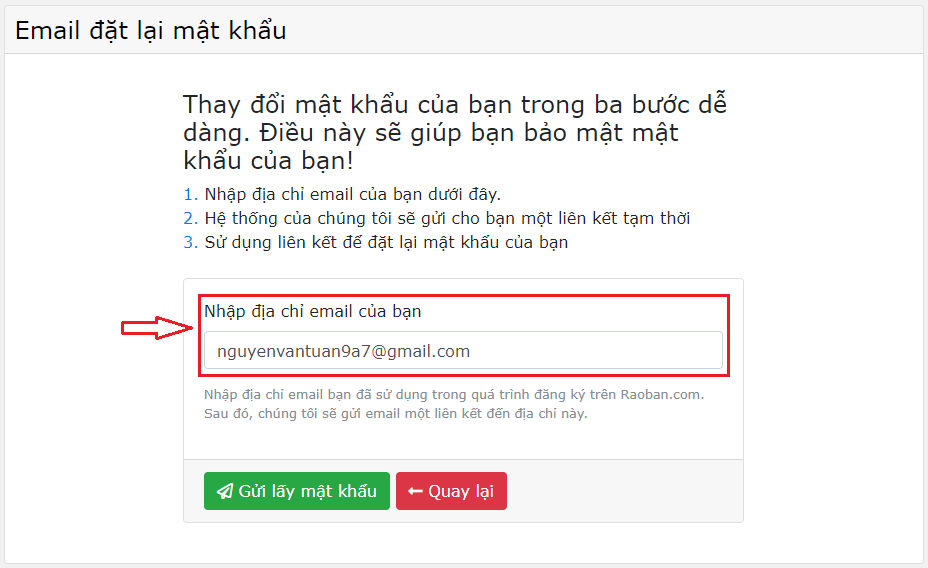 Email đặt lại mật khẩu
Thay đổi mật khẩu của bạn trong ba bước dễ
dàng. Điều này sẽ giúp bạn bảo mật mật
khẩu của bạn!
1. Nhập địa chỉ email của bạn dưới đây.
2. Hệ thống của chúng tôi sẽ gửi cho bạn một liên kết tạm thời
3. Sử dụng liên kết để đặt lại mật khẩu của bạn
Nhập địa chỉ email của bạn
nguyenvantuan9a7@gmail.com
Nhập địa chỉ email bạn đã sử dụng trong quá trình đăng ký trên Raoban.com.
Sau đó, chúng tôi sẽ gửi email một liên kết đến địa chỉ này.
Gửi lấy mật khẩu
Quay lại